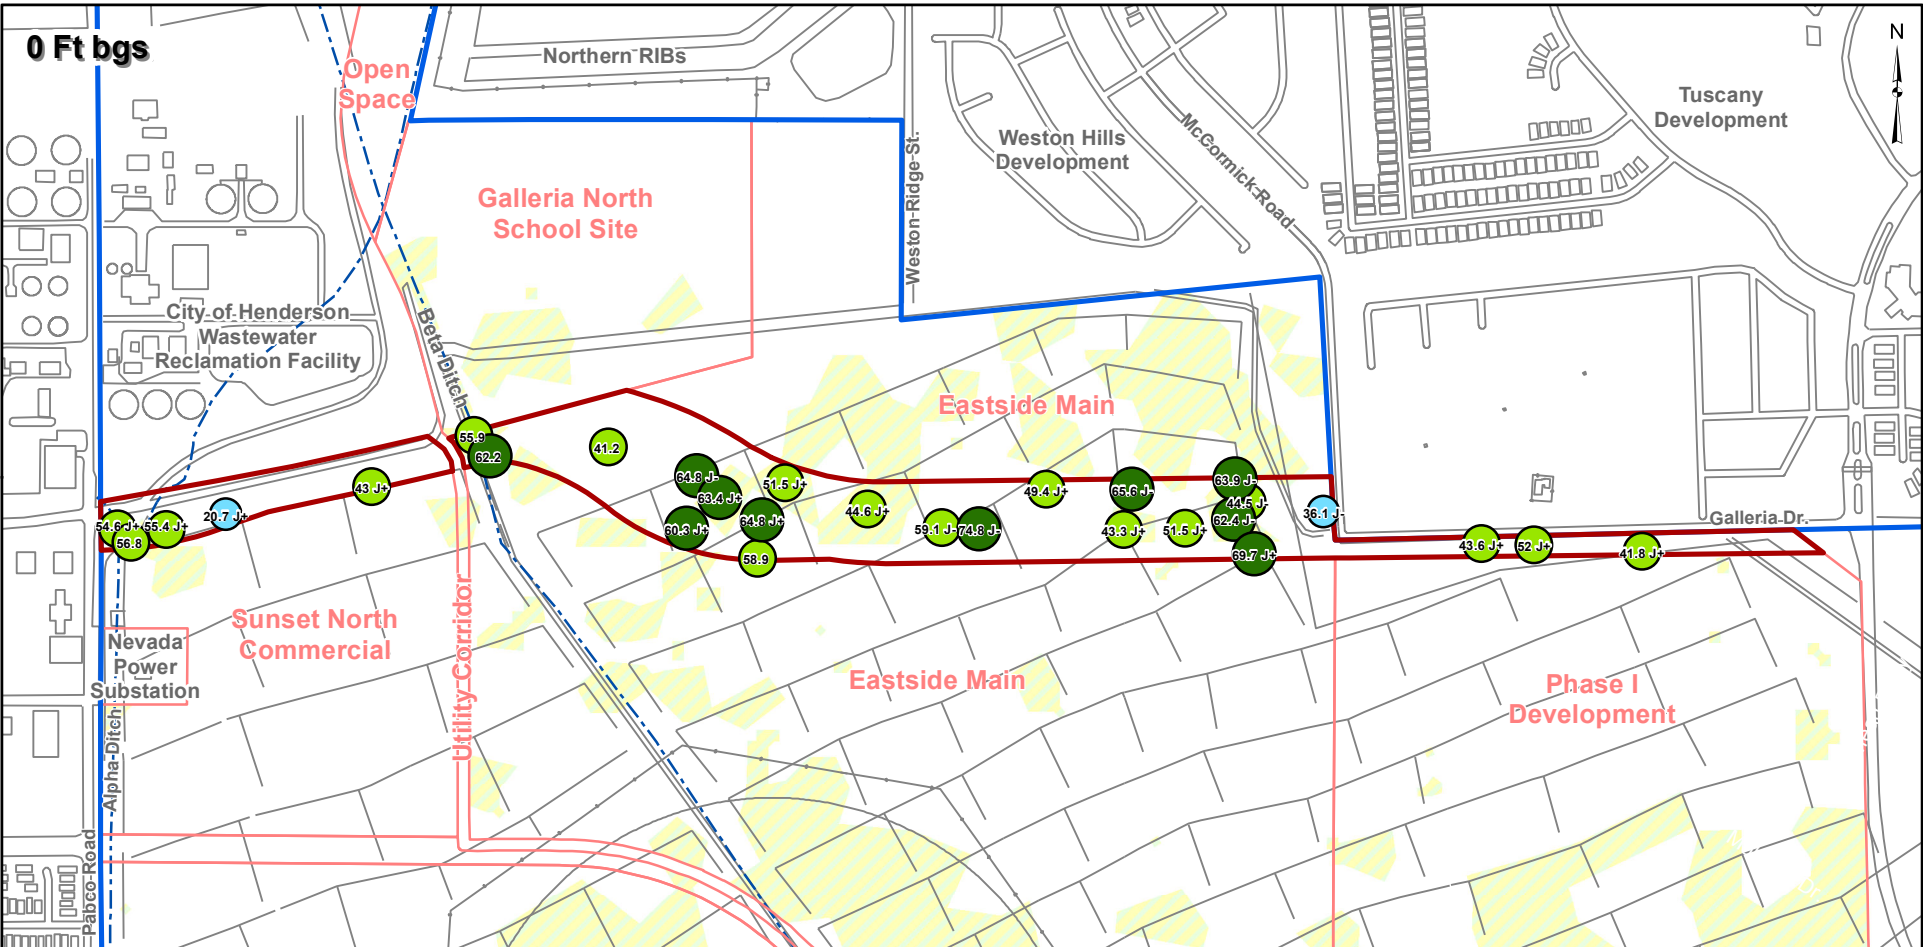 0 Ft bgs
N
Open
Space
Northern RIBs
Tuscany
Development
Weston Hills
Development
McCormick Road
Weston Ridge St.
Galleria North
School Site
City of Henderson
Wastewater
Reclamation Facility
Beta Ditch
Eastside Main
55.9
62.2
41.2
64.8 J-
63.4 J+
51.5 J+
60.3 J+
64.8 J+
58.9
44.6 J+
59.1 J-
74.8 J-
49.4 J+
65.6 J-
43.3 J+
51.5 J+
63.9 J-
44.5 J-
62.4 J-
69.7 J+
36.1 J-
43 J+
20.7 J+
54.6 J+
55.4 J+
56.8
43.6 J+
52 J+
41.8 J+
Galleria Dr.
Sunset North
Commercial
Utility Corridor
Nevada
Power
Substation
Alpha Ditch
Pabco Road
Eastside Main
Phase I
Development